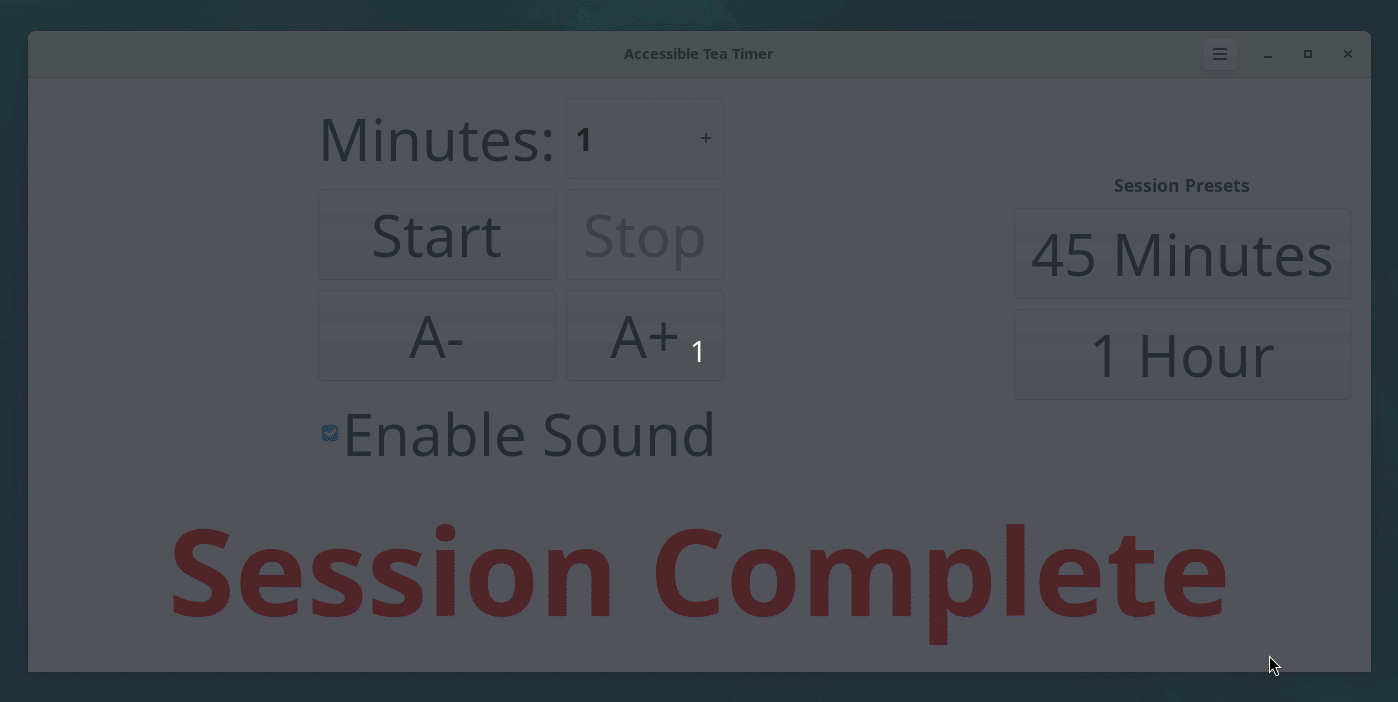 Accessible Tea Timer
Minutes: 1
Start Stop
A- A+
1
Enable Sound
Session Presets
45 Minutes
1 Hour
Session Complete